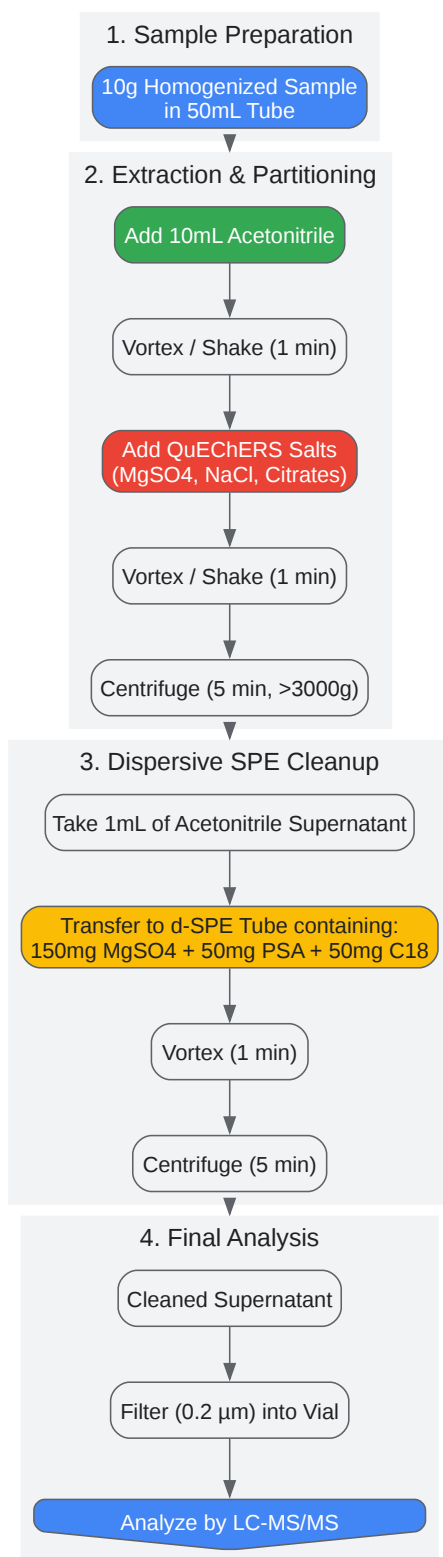 1. Sample Preparation
10g Homogenized Sample
in 50mL Tube
2. Extraction & Partitioning
Add 10mL Acetonitrile
Vortex / Shake (1 min)
Add QuEChERS Salts
(MgSO4, NaCl, Citrates)
Vortex / Shake (1 min)
Centrifuge (5 min, >3000g)
3. Dispersive SPE Cleanup
Take 1mL of Acetonitrile Supernatant
Transfer to d-SPE Tube containing:
150mg MgSO4 + 50mg PSA + 50mg C18
Vortex (1 min)
Centrifuge (5 min)
4. Final Analysis
Cleaned Supernatant
Filter (0.2 µm) into Vial
Analyze by LC-MS/MS